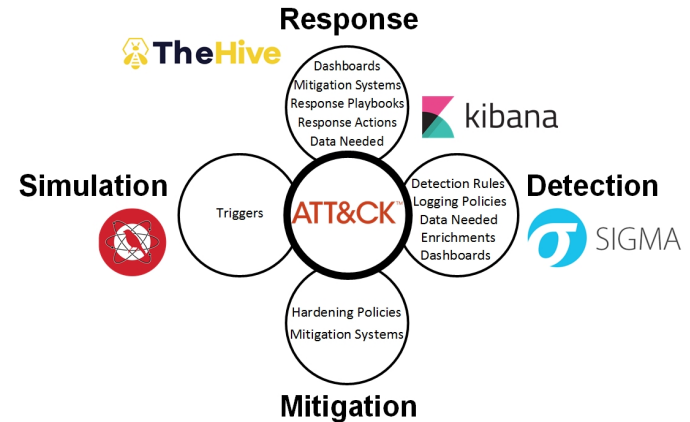 Response
TheHive
Dashboards
Mitigation Systems
Response Playbooks
Response Actions
Data Needed
kibana
Simulation
Triggers
ATT&CK™
Detection Rules
Logging Policies
Data Needed
Enrichments
Dashboards
Detection
SIGMA
Hardening Policies
Mitigation Systems
Mitigation